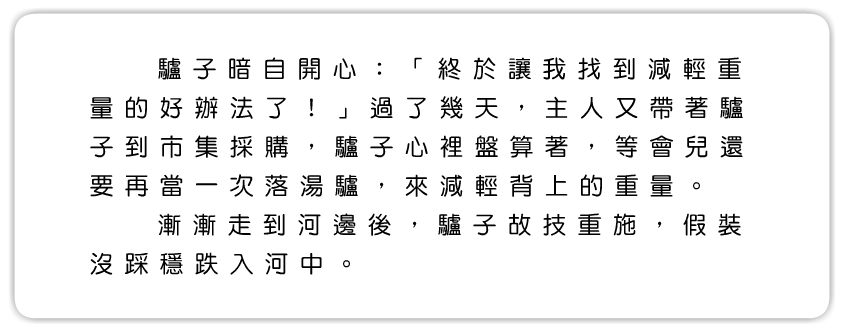 驢子暗自開心：「終於讓我找到減輕重
量的好辦法了！」過了幾天，主人又帶著驢
子到市集採購，驢子心裡盤算著，等會兒還
要再當一次落湯驢，來減輕背上的重量。
漸漸走到河邊後，驢子故技重施，假裝
沒踩穩跌入河中。